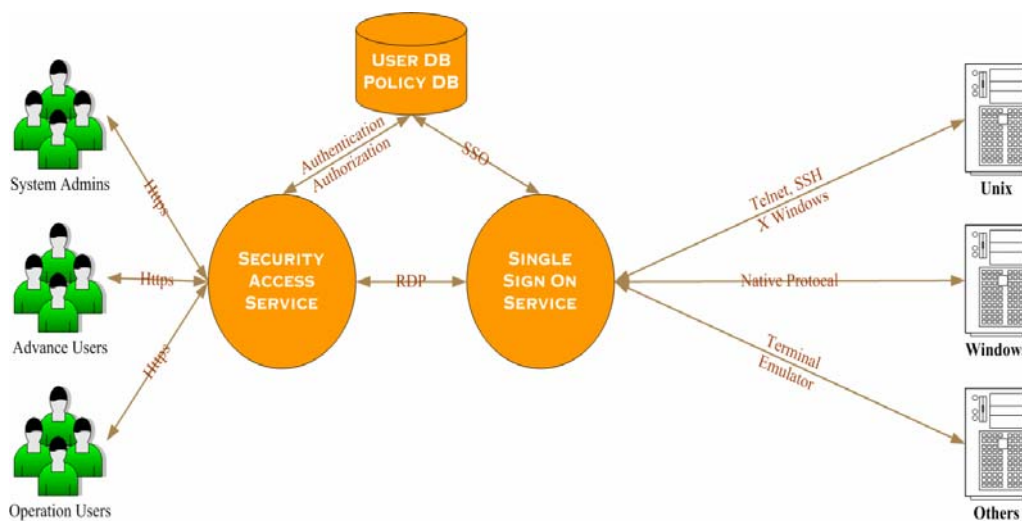 USER DB
POLICY DB
Authentication
Authorization
SSO
System Admins
Https
Advance Users
Https
Operation Users
Https
SECURITY
ACCESS
SERVICE
RDP
SINGLE
SIGN ON
SERVICE
Telnet, SSH
X Windows
Native Protocal
Terminal
Emulator
Unix
Window
Others